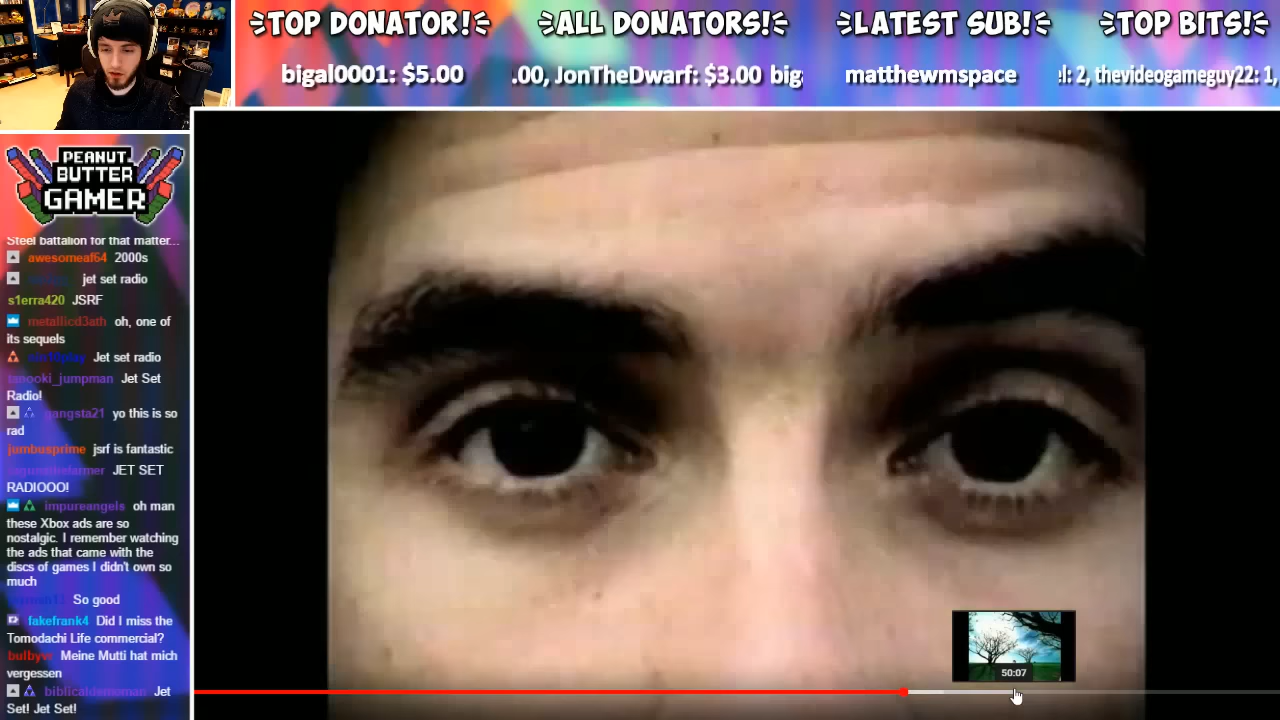 TOP DONATOR!
ALL DONATORS!
LATEST SUB!
TOP BITS!
bigal0001: $5.00
.00, JonTheDwarf: $3.00 big
matthewmspace
l: 2, thevideogameguy22: 1,
PEANUT
BUTTER
GAMER
Steel battalion for that matter...
awesomeaf64 2000s
jet set radio
s1erra420 JSRF
metallicd3ath oh, one of
its sequels
Jet set radio
tanooki_jumpman Jet Set
Radio!
gangsta21 yo this is so
rad
jumbusprime jsrf is fantastic
JET SET
RADIOOO!
impureangels oh man
these Xbox ads are so
nostalgic. I remember watching
the ads that came with the
discs of games I didn't own so
much
So good
fakefrank4 Did I miss the
Tomodachi Life commercial?
Meine Mutti hat mich
vergessen
biblicaldemoman Jet
Set! Jet Set!
50:07